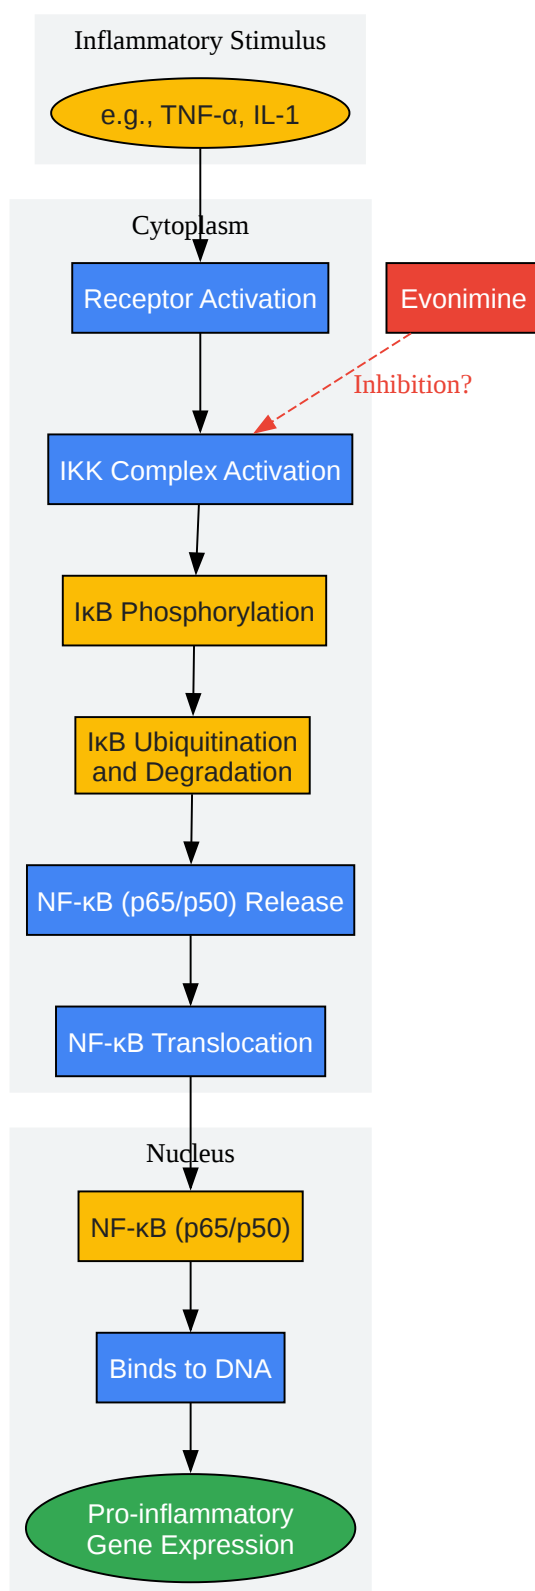 Inflammatory Stimulus
e.g., TNF-α, IL-1
Cytoplasm
Receptor Activation
Evonimine
Inhibition?
IKK Complex Activation
IκB Phosphorylation
IκB Ubiquitination
and Degradation
NF-κB (p65/p50) Release
NF-κB Translocation
Nucleus
NF-κB (p65/p50)
Binds to DNA
Pro-inflammatory
Gene Expression